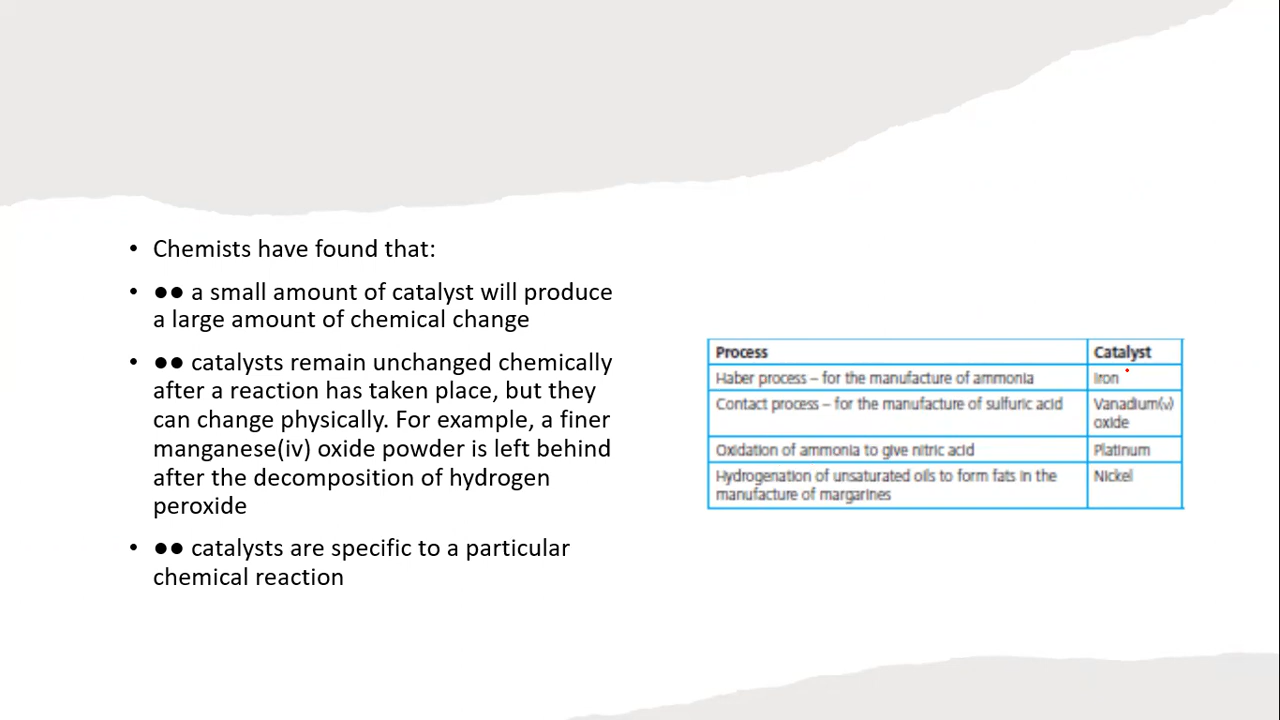 • Chemists have found that:
• ●● a small amount of catalyst will produce
a large amount of chemical change
• ●● catalysts remain unchanged chemically
after a reaction has taken place, but they
can change physically. For example, a finer
manganese(iv) oxide powder is left behind
after the decomposition of hydrogen
peroxide
• ●● catalysts are specific to a particular
chemical reaction
Process Catalyst
Haber process – for the manufacture of ammonia Iron
Contact process – for the manufacture of sulfuric acid Vanadium(v)
oxide
Oxidation of ammonia to give nitric acid Platinum
Hydrogenation of unsaturated oils to form fats in the Nickel
manufacture of margarines